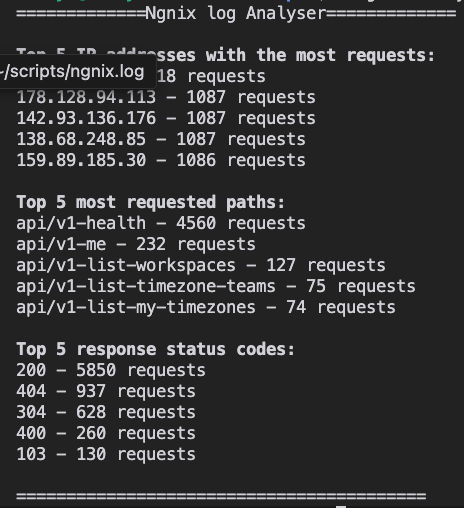 =============Ngnix log Analyser=============
Top 5 IP addresses with the most requests:
~/scripts/ngnix.log
18 requests
178.128.94.113 - 1087 requests
142.93.136.176 - 1087 requests
138.68.248.85 - 1087 requests
159.89.185.30 - 1086 requests
Top 5 most requested paths:
api/v1-health - 4560 requests
api/v1-me - 232 requests
api/v1-list-workspaces - 127 requests
api/v1-list-timezone-teams - 75 requests
api/v1-list-my-timezones - 74 requests
Top 5 response status codes:
200 - 5850 requests
404 - 937 requests
304 - 628 requests
400 - 260 requests
103 - 130 requests
=========================================